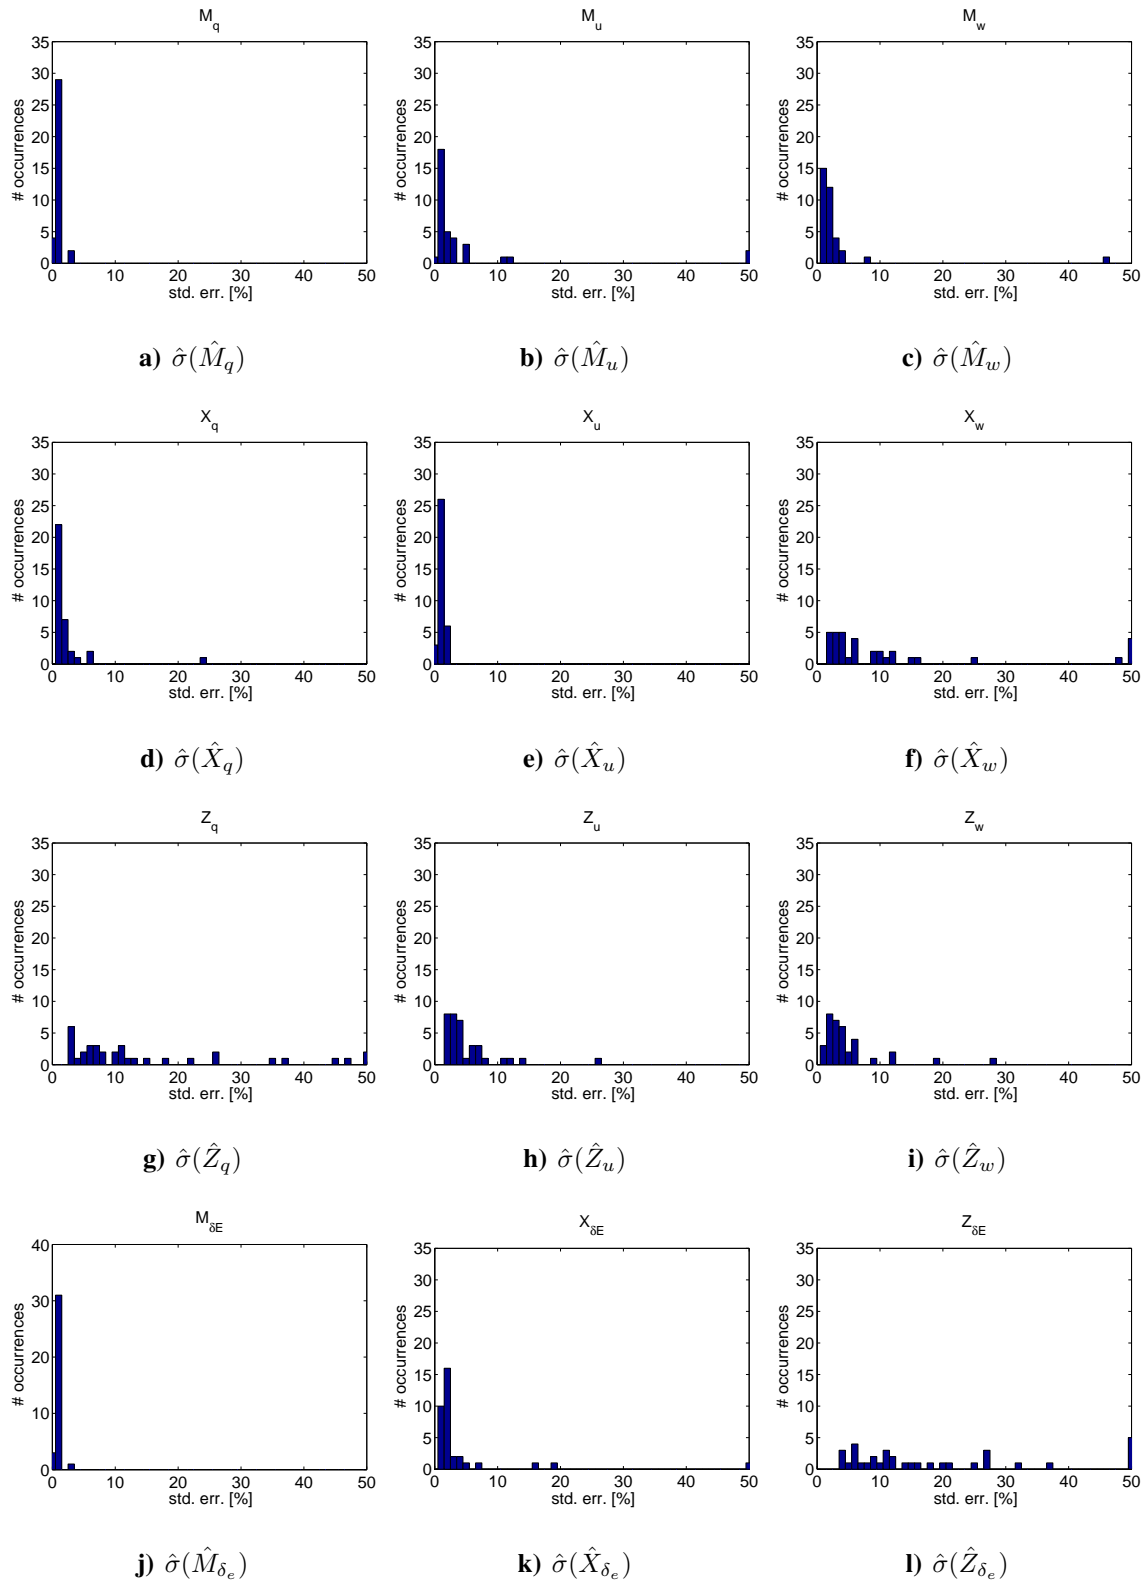 M_q M_u M_w
35 35 35
30 30 30
25 25 25
20 20 20
15 15 15
10 10 10
5 5 5
0 0 0
# occurrences # occurrences # occurrences
0 10 20 30 40 50 0 10 20 30 40 50 0 10 20 30 40 50
std. err. [%] std. err. [%] std. err. [%]
a) σ̂(M̂_q) b) σ̂(M̂_u) c) σ̂(M̂_w)
X_q X_u X_w
35 35 35
30 30 30
25 25 25
20 20 20
15 15 15
10 10 10
5 5 5
0 0 0
# occurrences # occurrences # occurrences
0 10 20 30 40 50 0 10 20 30 40 50 0 10 20 30 40 50
std. err. [%] std. err. [%] std. err. [%]
d) σ̂(X̂_q) e) σ̂(X̂_u) f) σ̂(X̂_w)
Z_q Z_u Z_w
35 35 35
30 30 30
25 25 25
20 20 20
15 15 15
10 10 10
5 5 5
0 0 0
# occurrences # occurrences # occurrences
0 10 20 30 40 50 0 10 20 30 40 50 0 10 20 30 40 50
std. err. [%] std. err. [%] std. err. [%]
g) σ̂(Ẑ_q) h) σ̂(Ẑ_u) i) σ̂(Ẑ_w)
M_δE X_δE Z_δE
40 35 35
30 30 30
25 25
20 20 20
15 15
10 10 10
5 5
0 0 0
# occurrences # occurrences # occurrences
0 10 20 30 40 50 0 10 20 30 40 50 0 10 20 30 40 50
std. err. [%] std. err. [%] std. err. [%]
j) σ̂(M̂_δ_e) k) σ̂(X̂_δ_e) l) σ̂(Ẑ_δ_e)